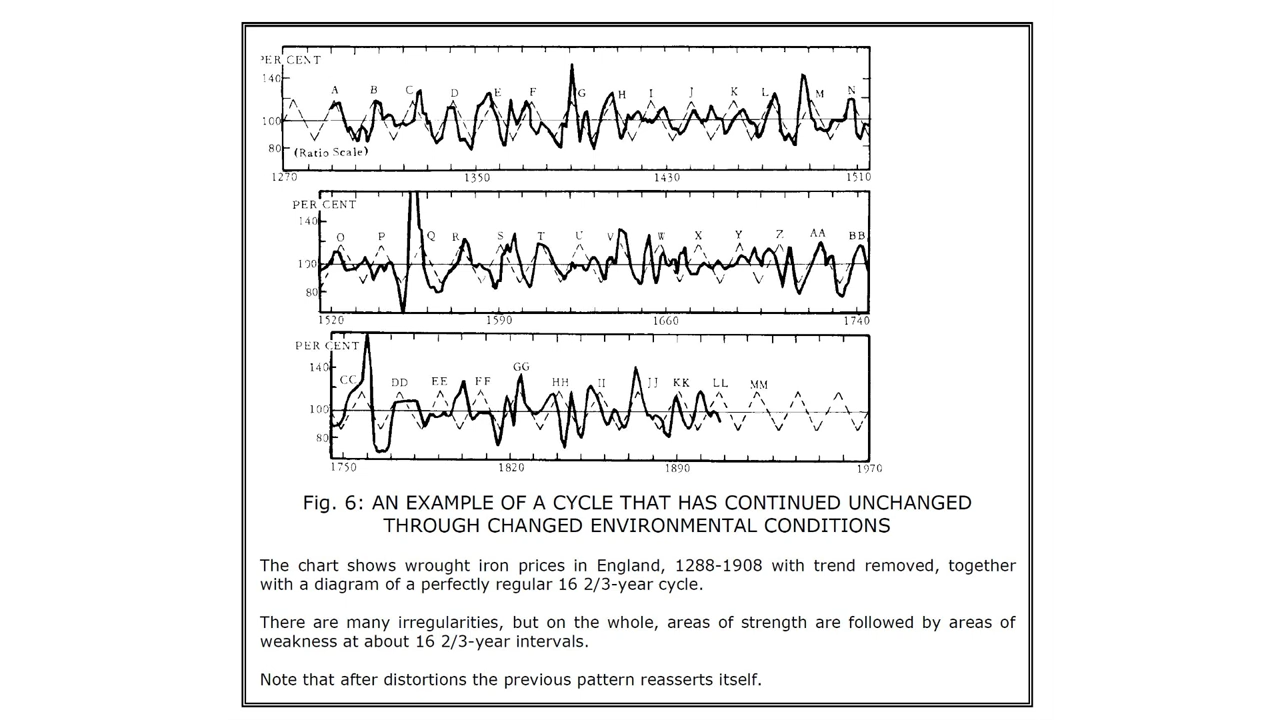 PER CENT
140
A B C D E F G H I J K L M N
100
80
(Ratio Scale)
1270 1350 1430 1510
PER CENT
140
O P Q R S T U V W X Y Z AA BB
100
80
1520 1590 1660 1740
PER CENT
140
CC DD EE FF GG HH II JJ KK LL MM
100
80
1750 1820 1890 1970
Fig. 6: AN EXAMPLE OF A CYCLE THAT HAS CONTINUED UNCHANGED
THROUGH CHANGED ENVIRONMENTAL CONDITIONS
The chart shows wrought iron prices in England, 1288-1908 with trend removed, together
with a diagram of a perfectly regular 16 2/3-year cycle.
There are many irregularities, but on the whole, areas of strength are followed by areas of
weakness at about 16 2/3-year intervals.
Note that after distortions the previous pattern reasserts itself.